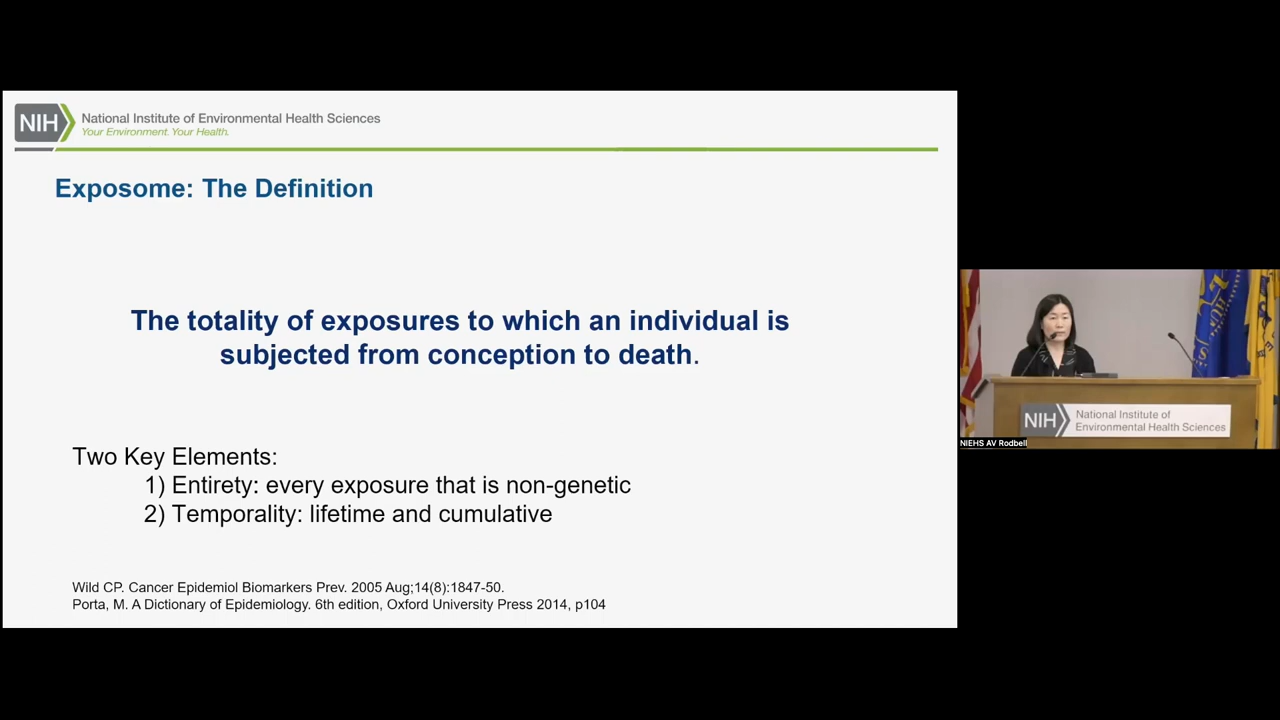 NIH
National Institute of Environmental Health Sciences
Your Environment. Your Health.
Exposome: The Definition
The totality of exposures to which an individual is
subjected from conception to death.
Two Key Elements:
1) Entirety: every exposure that is non-genetic
2) Temporality: lifetime and cumulative
Wild CP. Cancer Epidemiol Biomarkers Prev. 2005 Aug;14(8):1847-50.
Porta, M. A Dictionary of Epidemiology. 6th edition, Oxford University Press 2014, p104
NIH
National Institute of
Environmental Health Sciences
NIEHS AV Rodbell